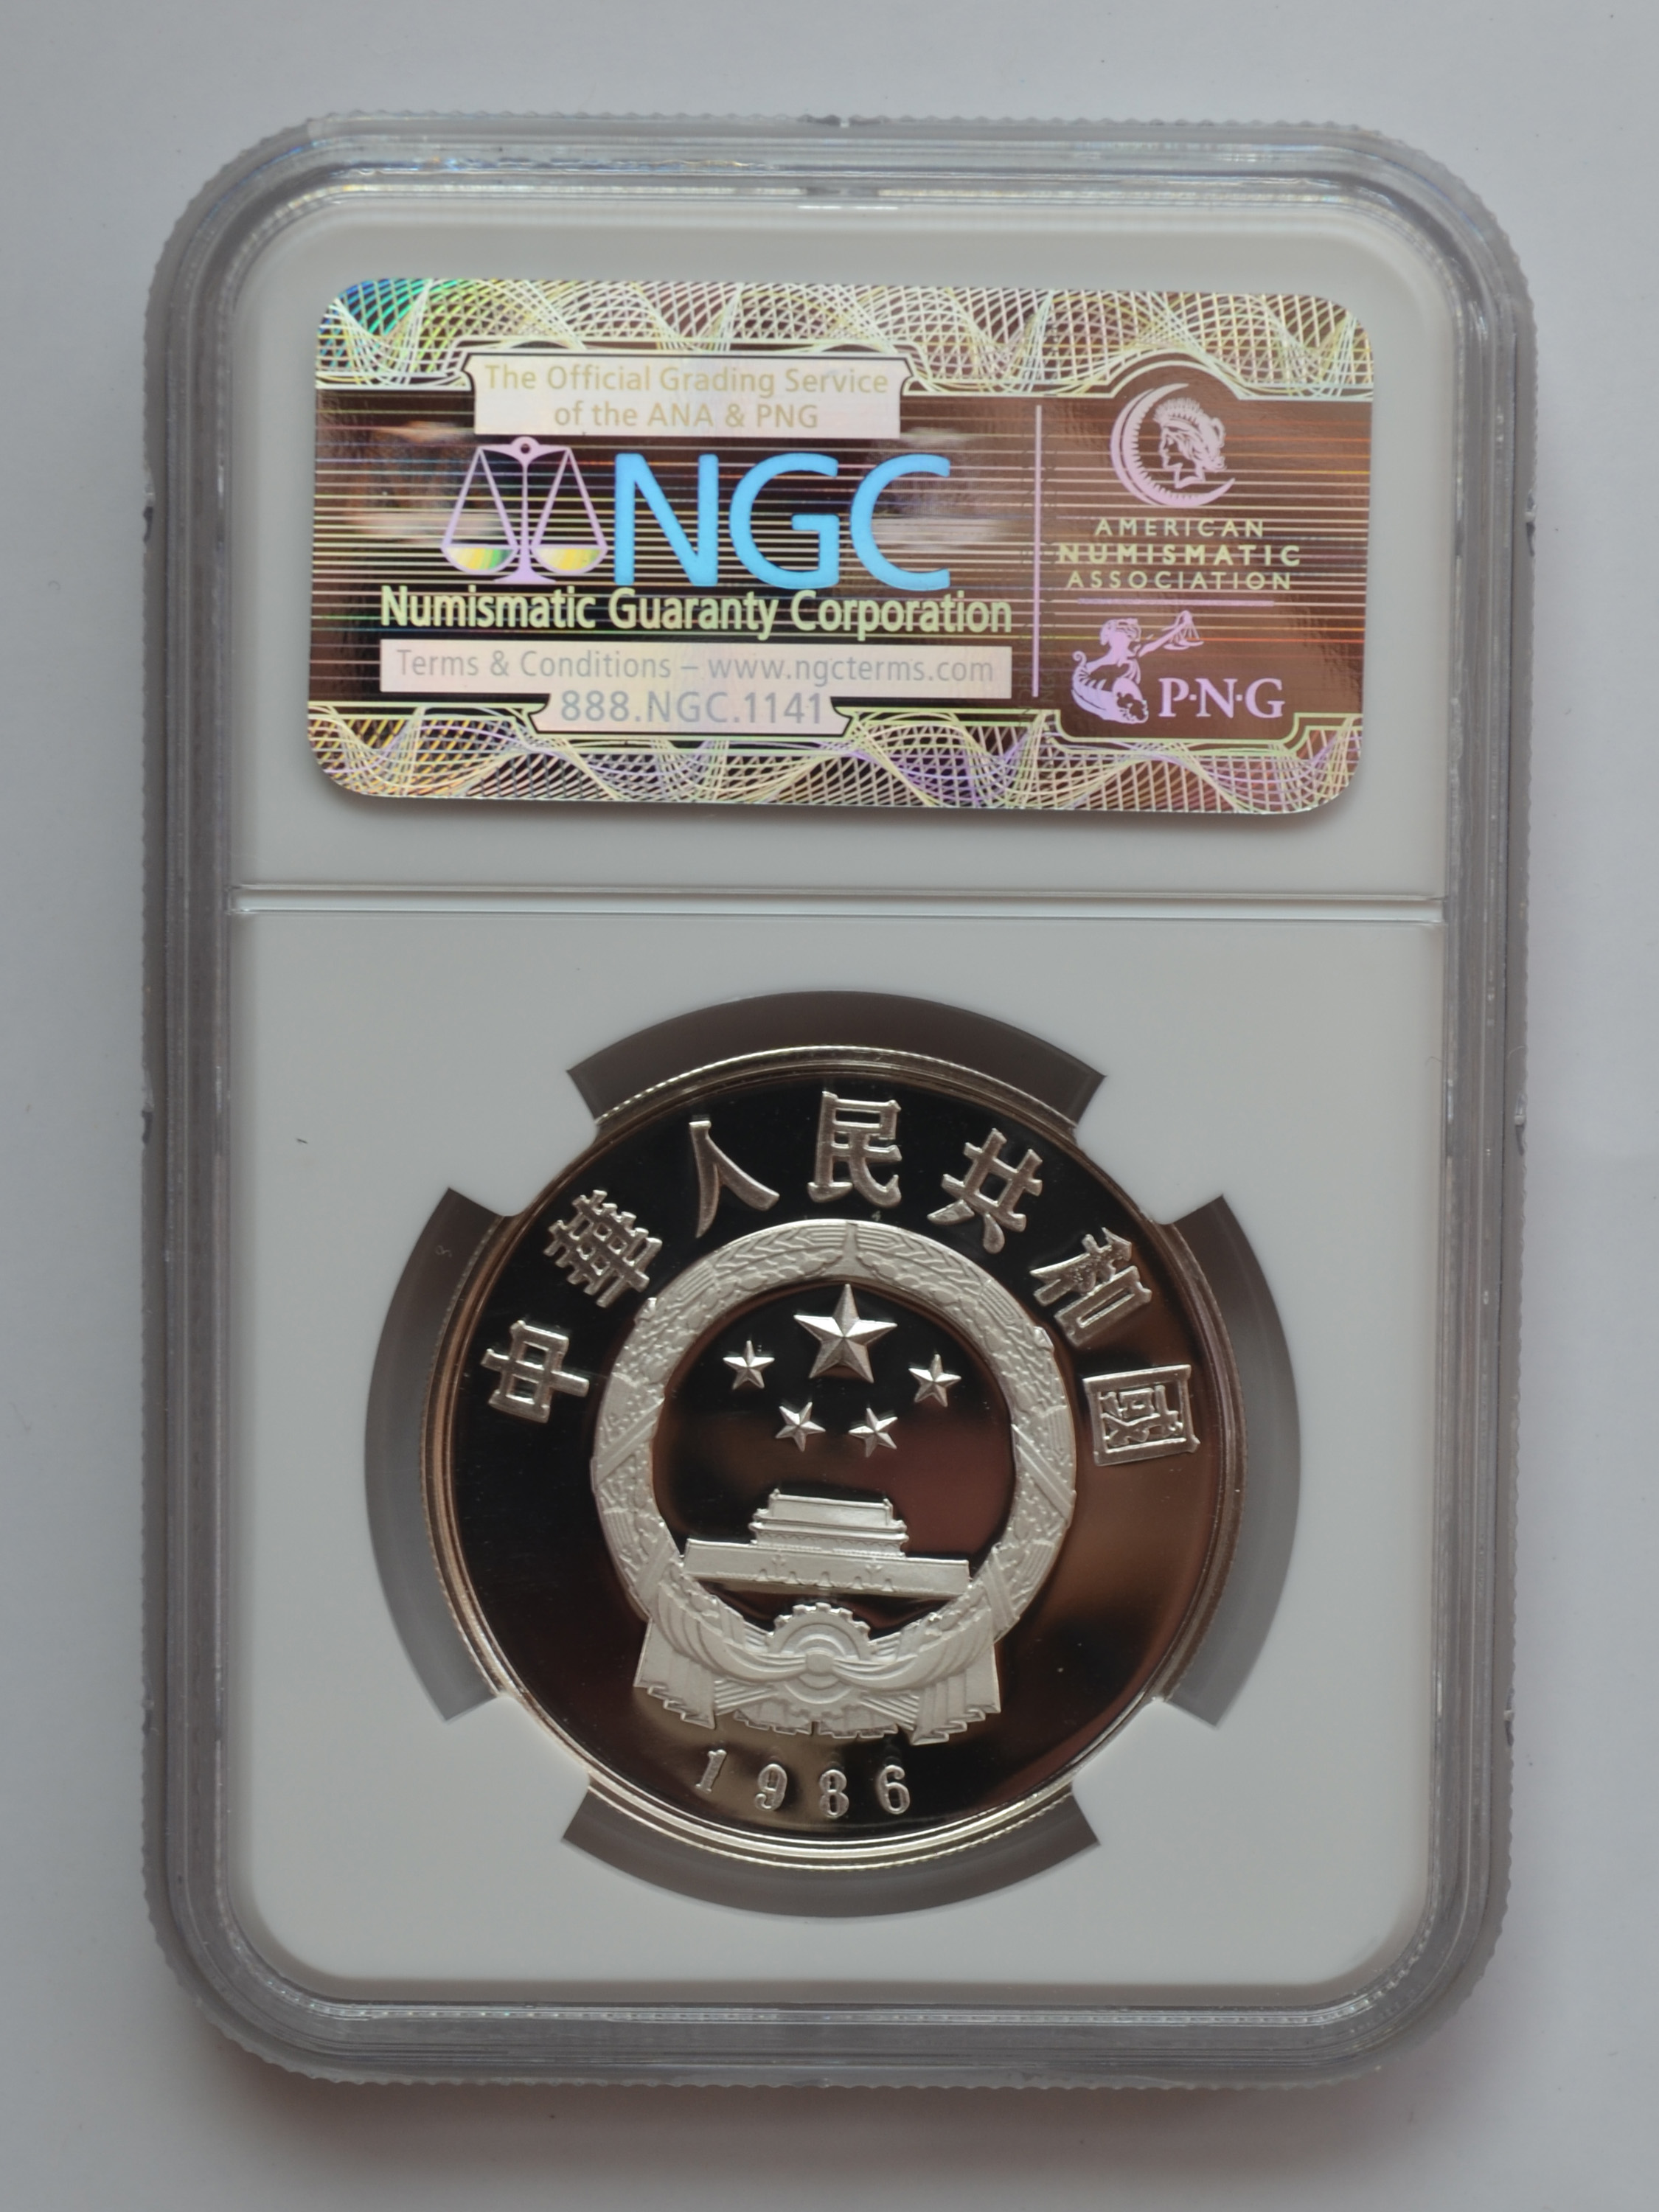 The Official Grading Service
of the ANA & PNG
NGC
Numismatic Guaranty Corporation
Terms & Conditions – www.ngcterms.com
888.NGC.1141
AMERICAN
NUMISMATIC
ASSOCIATION
P·N·G
中華人民共和國
1986